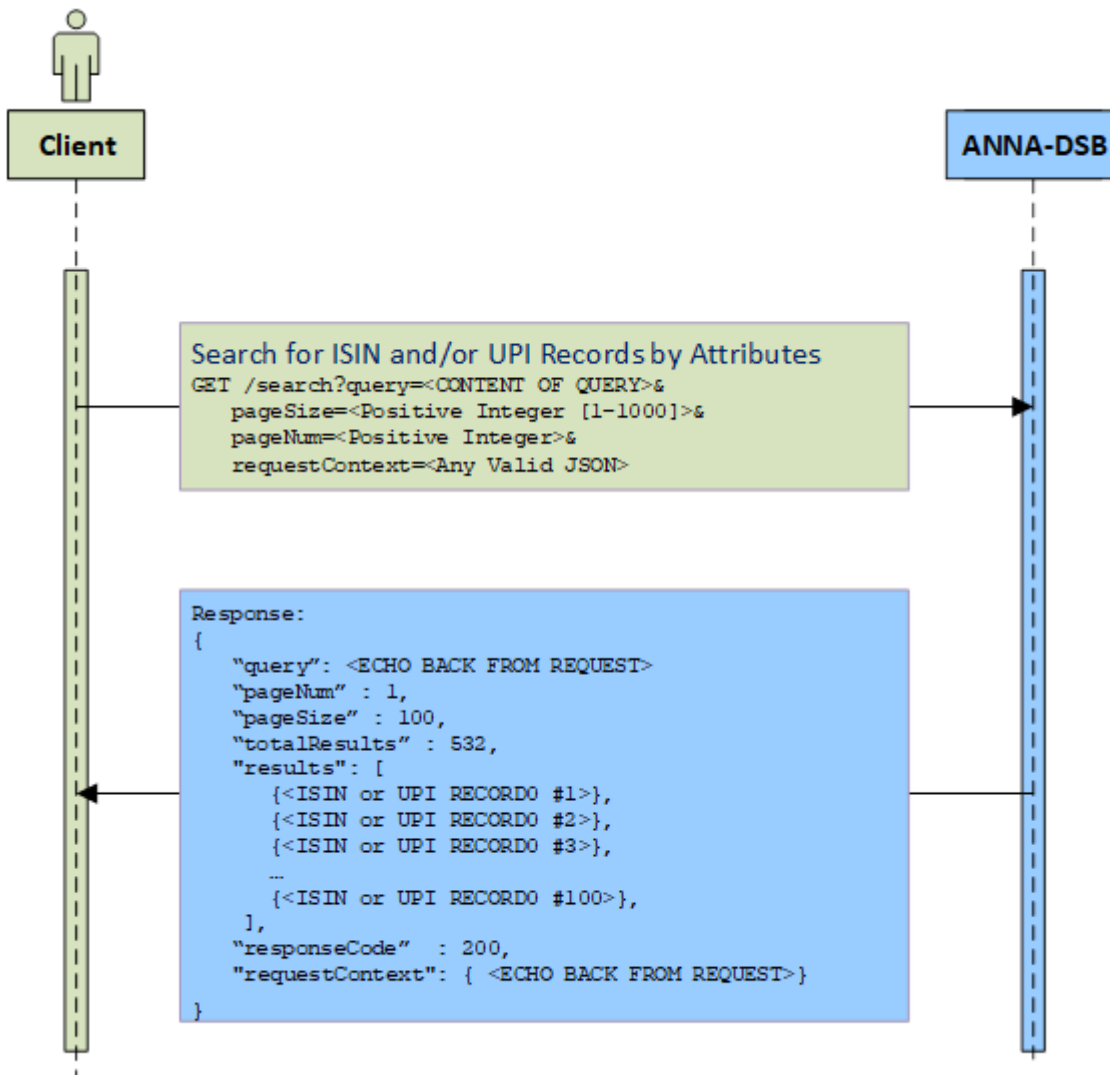 Client
ANNA-DSB
Search for ISIN and/or UPI Records by Attributes
GET /search?query=<CONTENT OF QUERY>&
pageSize=<Positive Integer [1-1000]>&
pageNum=<Positive Integer>&
requestContext=<Any Valid JSON>
Response:
{
“query”: <ECHO BACK FROM REQUEST>
“pageNum” : 1,
“pageSize” : 100,
“totalResults” : 532,
"results": [
{<ISIN or UPI RECORD0 #1>},
{<ISIN or UPI RECORD0 #2>},
{<ISIN or UPI RECORD0 #3>},
…
{<ISIN or UPI RECORD0 #100>},
],
“responseCode” : 200,
"requestContext": { <ECHO BACK FROM REQUEST>}
}